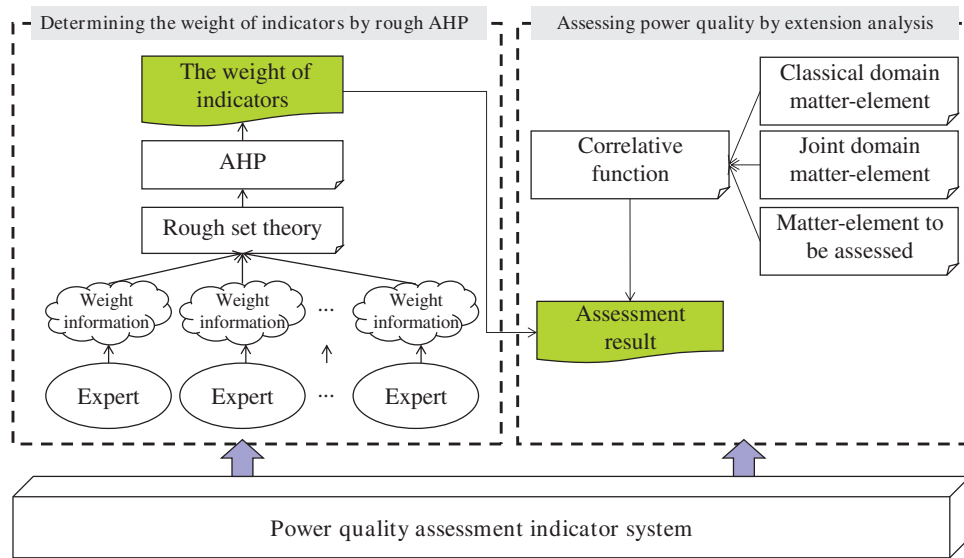 Determining the weight of indicators by rough AHP
The weight of
indicators
AHP
Rough set theory
Weight
information
Weight
information
...
Weight
information
Expert
Expert
...
Expert
Assessing power quality by extension analysis
Classical domain
matter-element
Correlative
function
Joint domain
matter-element
Matter-element to
be assessed
Assessment
result
Power quality assessment indicator system